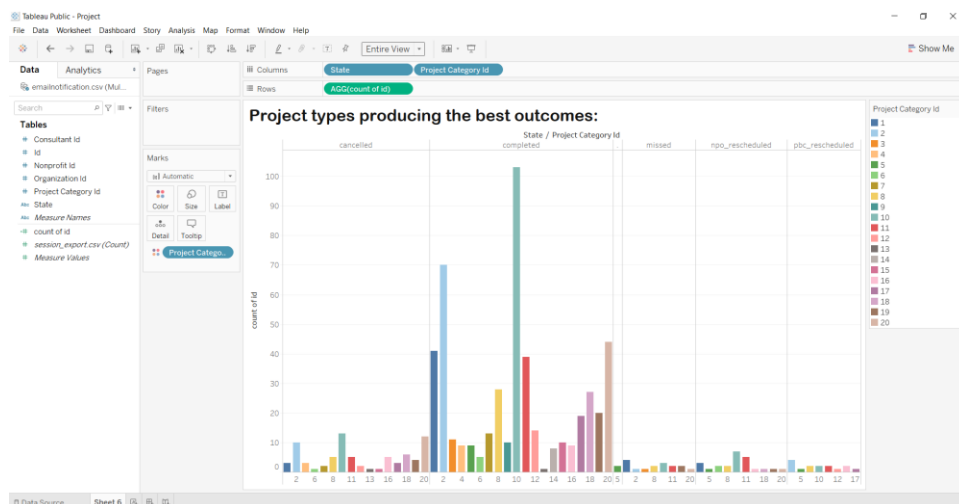 Tableau Public - Project
File Data Worksheet Dashboard Story Analysis Map Format Window Help
Entire View
Show Me
Data Analytics
Pages
Columns State Project Category Id
Rows AGG(count of id)
emailnotification.csv (Mul...
Search
Tables
Consultant Id
Id
Nonprofit Id
Organization Id
Project Category Id
Abc State
Abc Measure Names
count of id
session_export.csv (Count)
Measure Values
Filters
Marks
Automatic
Color Size Label
Detail Tooltip
Project Catego..
Project types producing the best outcomes:
State / Project Category Id
cancelled completed . missed npo_rescheduled pbc_rescheduled
count of id
100
90
80
70
60
50
40
30
20
10
0
2 6 8 11 13 16 18 20 2 4 6 8 10 12 14 16 18 20 5 2 8 11 20 5 8 11 17 19 5 10 12 17
Project Category Id
1
2
3
4
5
6
7
8
9
10
11
12
13
14
15
16
17
18
19
20
Data Source Sheet 6